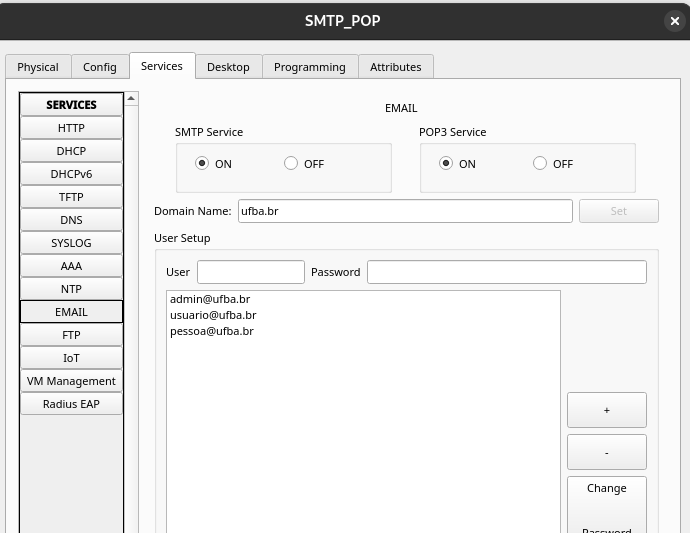 SMTP_POP
Physical Config Services Desktop Programming Attributes
SERVICES
HTTP
DHCP
DHCPv6
TFTP
DNS
SYSLOG
AAA
NTP
EMAIL
FTP
IoT
VM Management
Radius EAP
EMAIL
SMTP Service
ON OFF
POP3 Service
ON OFF
Domain Name: ufba.br Set
User Setup
User Password
admin@ufba.br
usuario@ufba.br
pessoa@ufba.br
+
-
Change
Password